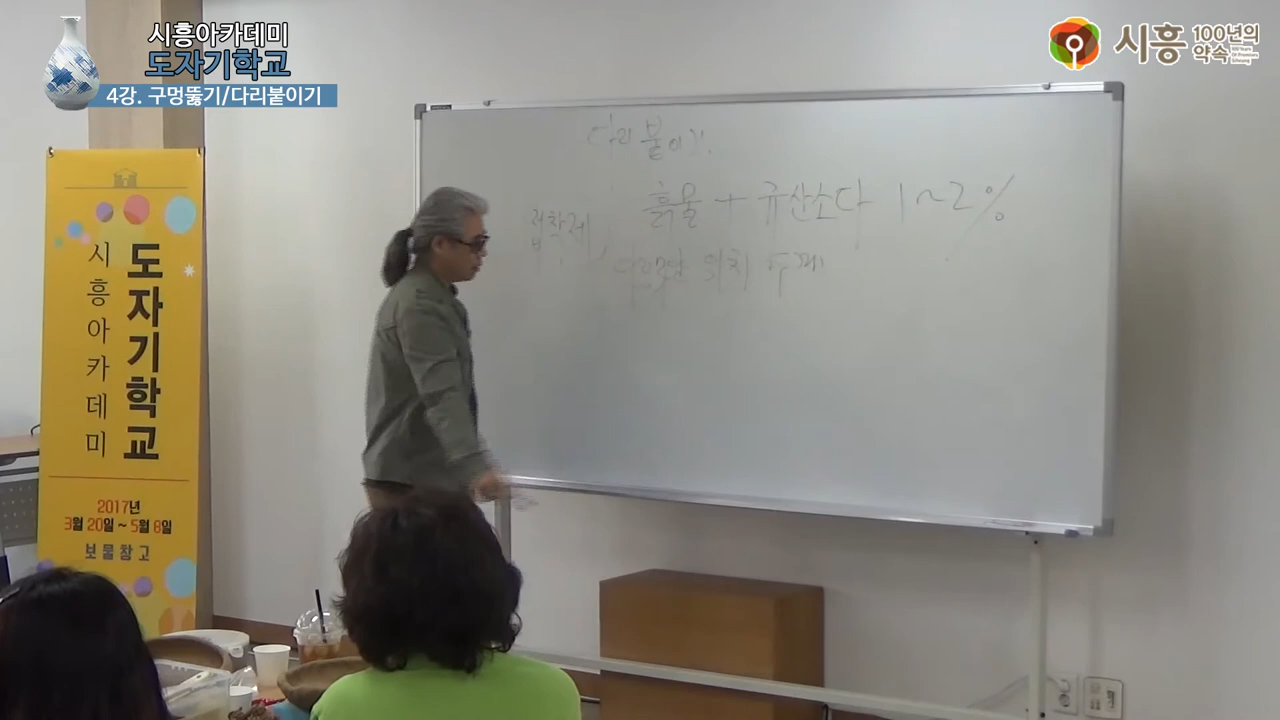 시흥아카데미
도자기학교
4강. 구멍뚫기/다리붙이기
시흥 100년의 약속
도자기학교
시흥아카데미
2017년
3월 20일 ~ 5월 8일
보물창고
다리 붙이기
흙물 + 규산소다 1~2%
위치 두께